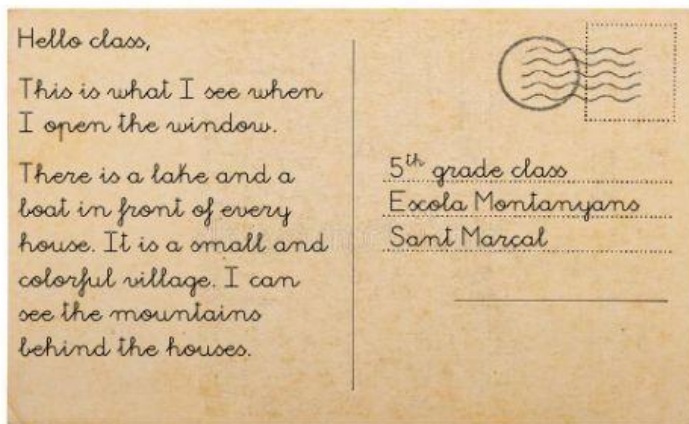 Hello class,
This is what I see when
I open the window.
There is a lake and a
boat in front of every
house. It is a small and
colorful village. I can
see the mountains
behind the houses.
5th grade class
Escola Montanyans
Sant Marçal